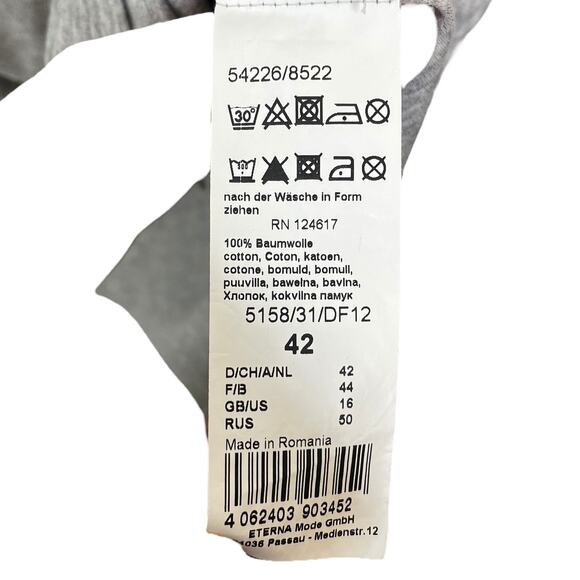 54226/8522
30°
nach der Wäsche in Form
ziehen
RN 124617
100% Baumwolle
cotton, Coton, katoen,
cotone, bomuld, bomull,
puuvilla, bawełna, bavlna,
Хлопок, kokvilna памук
5158/31/DF12
42
D/CH/A/NL 42
F/B 44
GB/US 16
RUS 50
Made in Romania
4 062403 903452
ETERNA Mode GmbH
Passau - Medienstr.12